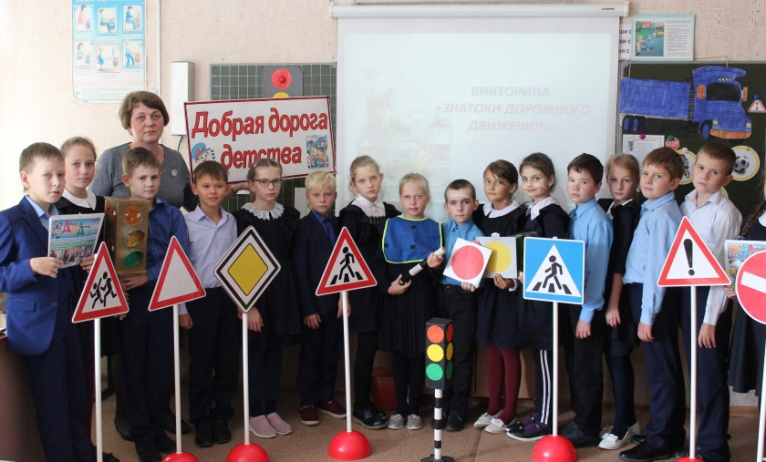 Добрая дорога
детства
ВИКТОРИНА
«ЗНАТОКИ ДОРОЖНОГО
ДВИЖЕНИЯ»